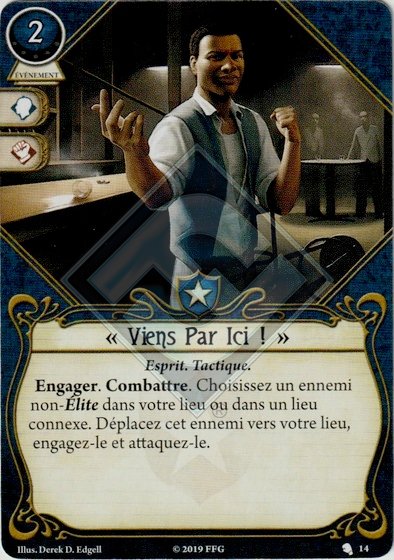 2
ÉVÉNEMENT
« Viens Par Ici ! »
Esprit. Tactique.
Engager. Combattre. Choisissez un ennemi
non-Élite dans votre lieu ou dans un lieu
connexe. Déplacez cet ennemi vers votre lieu,
engagez-le et attaquez-le.
Illus. Derek D. Edgell © 2019 FFG 14